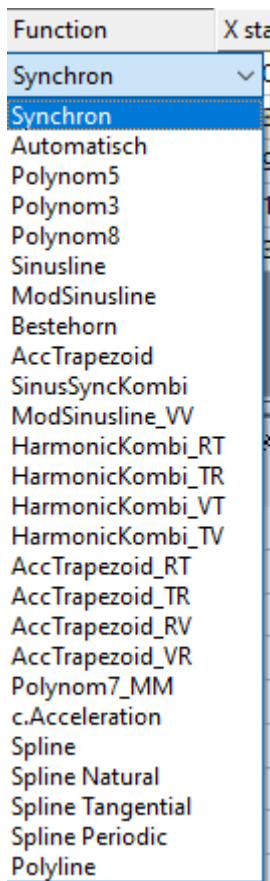 Function X sta
Synchron
Synchron
Automatisch
Polynom5
Polynom3
Polynom8
Sinusline
ModSinusline
Bestehorn
AccTrapezoid
SinusSyncKombi
ModSinusline_VV
HarmonicKombi_RT
HarmonicKombi_TR
HarmonicKombi_VT
HarmonicKombi_TV
AccTrapezoid_RT
AccTrapezoid_TR
AccTrapezoid_RV
AccTrapezoid_VR
Polynom7_MM
c.Acceleration
Spline
Spline Natural
Spline Tangential
Spline Periodic
Polyline